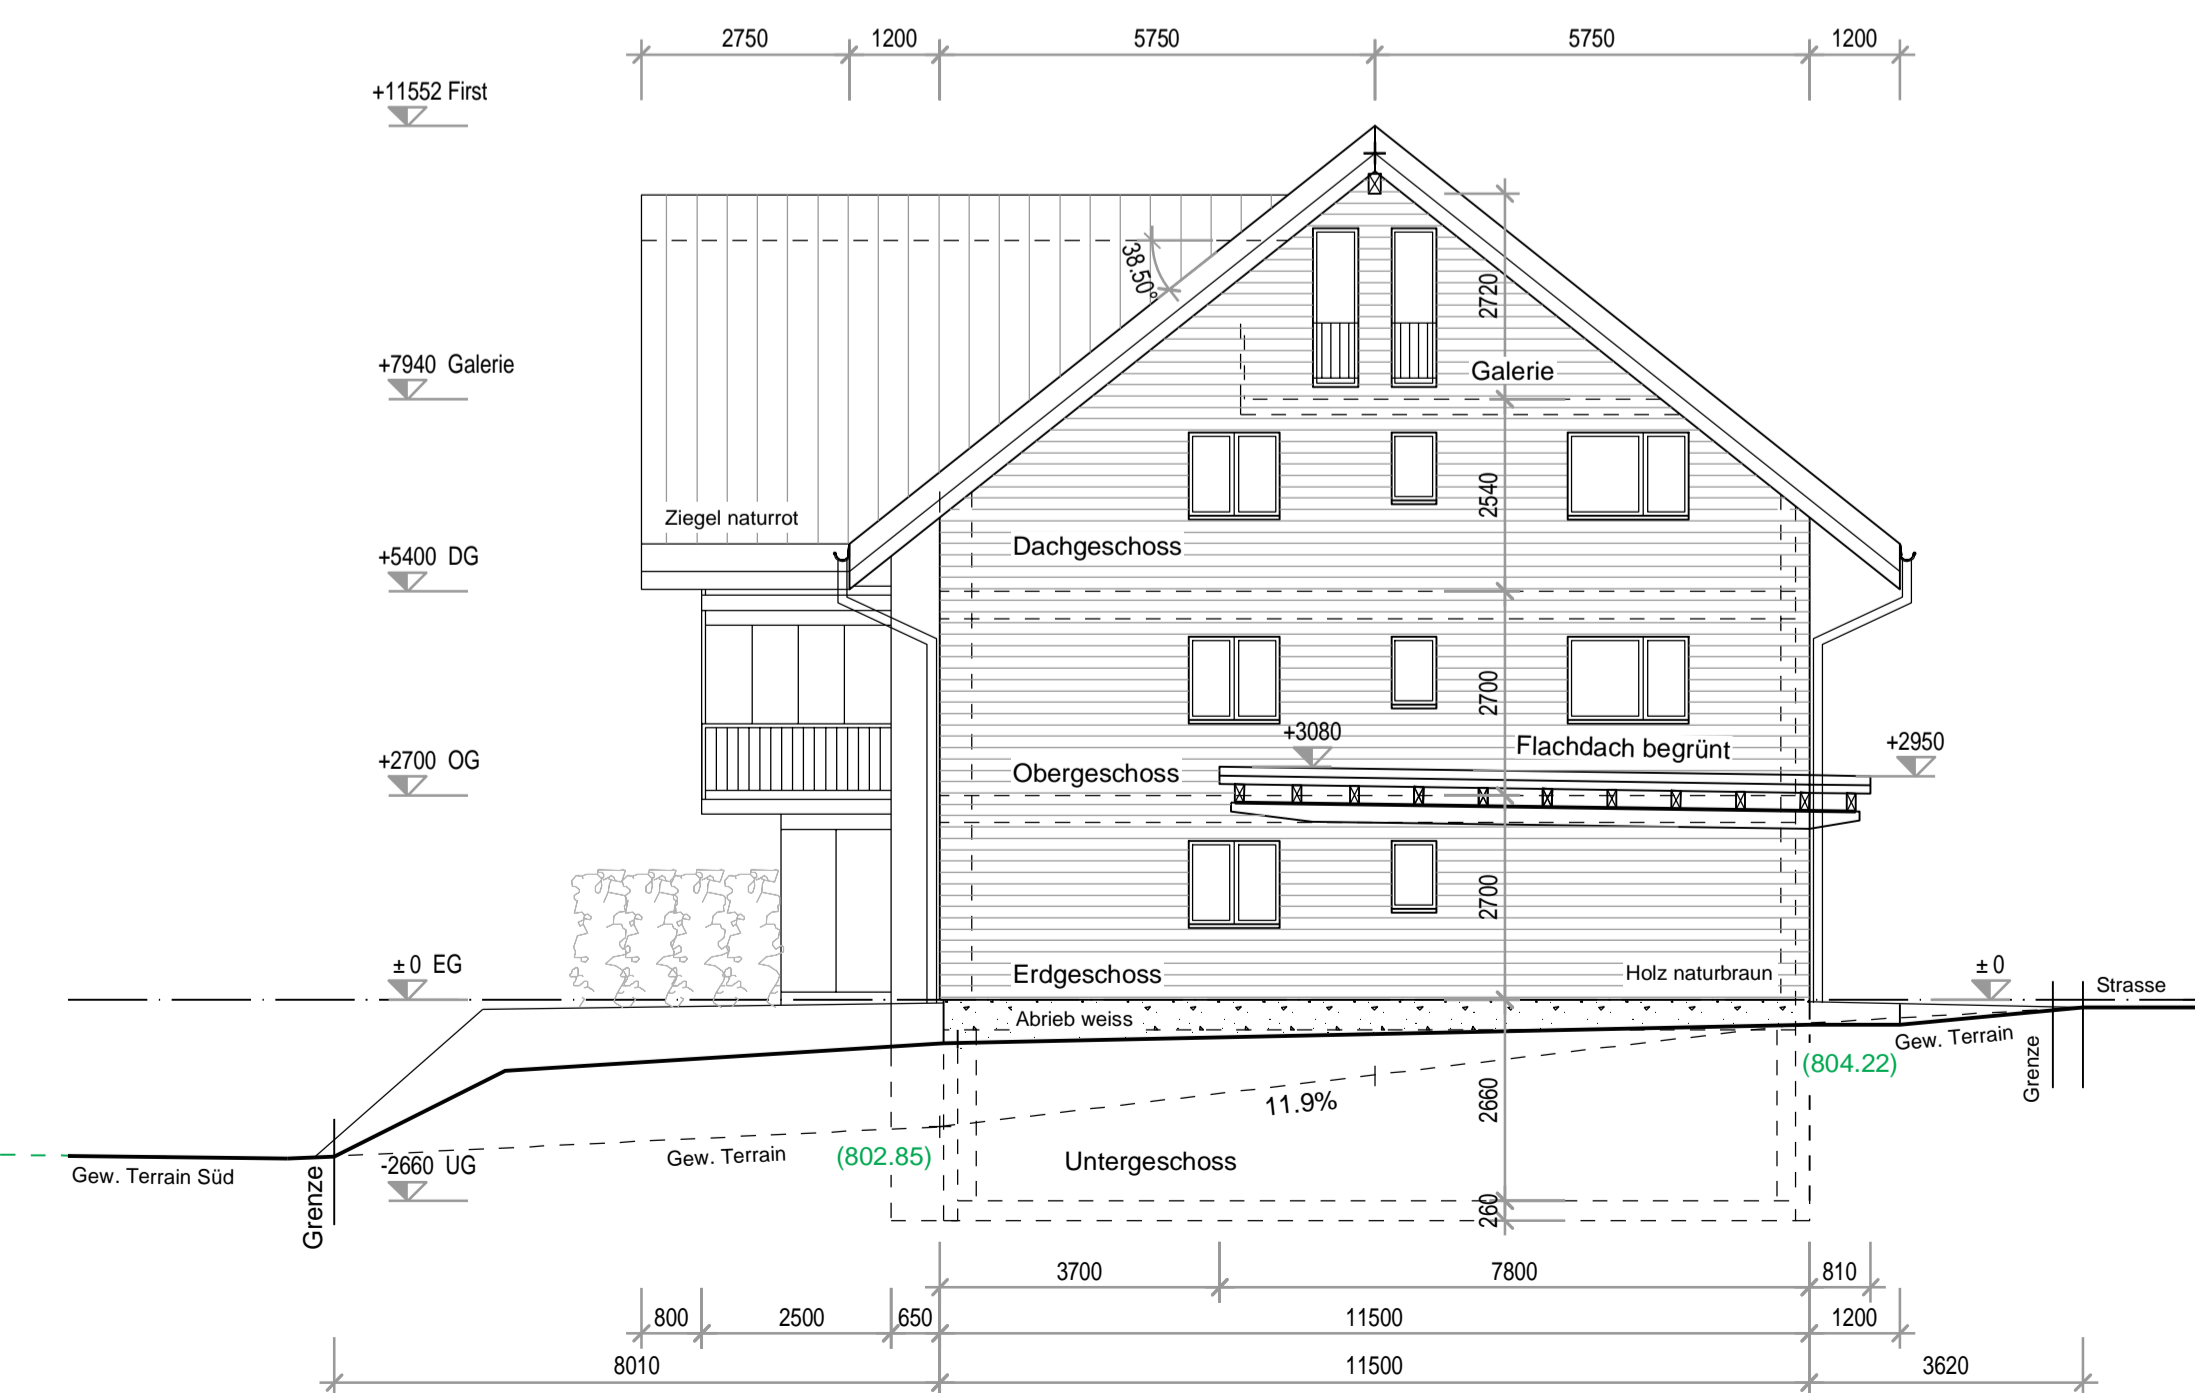 2750 1200 5750 5750 1200
+11552 First
38.50°
2720
+7940 Galerie
Galerie
2540
Ziegel naturrot
+5400 DG
Dachgeschoss
2700
+3080
Flachdach begrünt
+2950
+2700 OG
Obergeschoss
2700
± 0 EG
Erdgeschoss
Holz naturbraun
± 0
Strasse
Abrieb weiss
Gew. Terrain
(804.22)
Grenze
2660
11.9%
Gew. Terrain
(802.85)
Untergeschoss
Gew. Terrain Süd
-2660 UG
Grenze
260
3700 7800 810
800 2500 650 11500 1200
8010 11500 3620